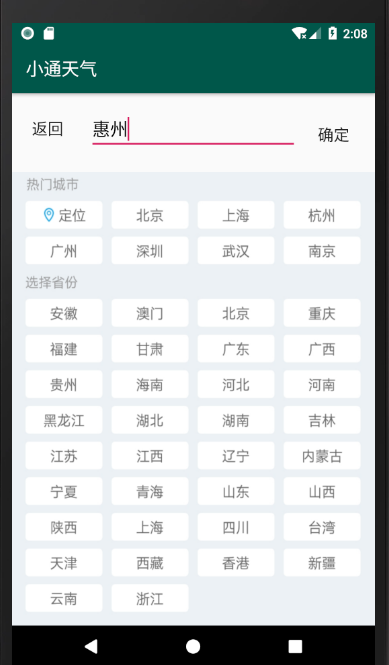 2:08
小通天气
返回 惠州 确定
热门城市
定位 北京 上海 杭州
广州 深圳 武汉 南京
选择省份
安徽 澳门 北京 重庆
福建 甘肃 广东 广西
贵州 海南 河北 河南
黑龙江 湖北 湖南 吉林
江苏 江西 辽宁 内蒙古
宁夏 青海 山东 山西
陕西 上海 四川 台湾
天津 西藏 香港 新疆
云南 浙江